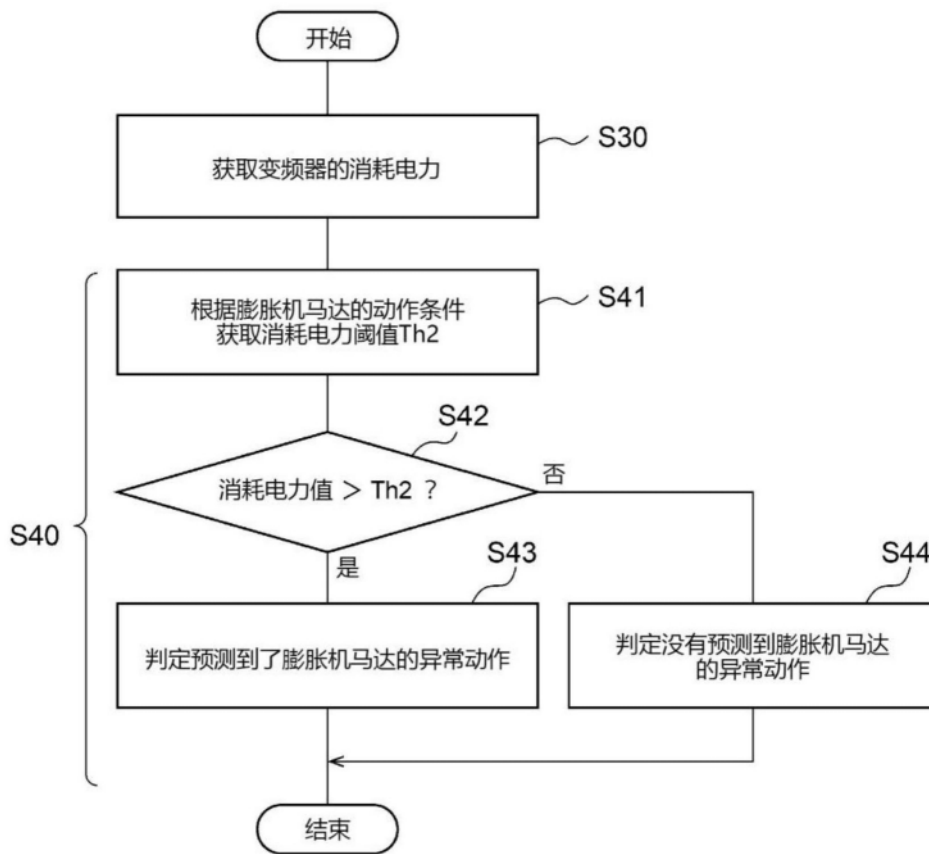 开始
获取变频器的消耗电力
S30
根据膨胀机马达的动作条件
获取消耗电力阈值Th2
S41
S42
消耗电力值 > Th2 ？
否
S40
是
S43
S44
判定预测到了膨胀机马达的异常动作
判定没有预测到膨胀机马达
的异常动作
结束